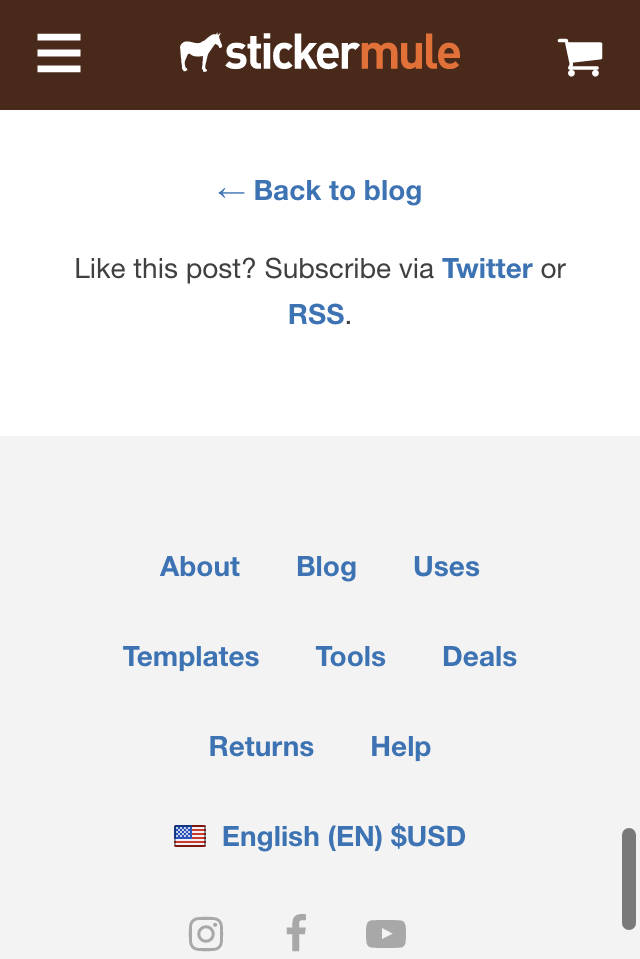 stickermule
← Back to blog
Like this post? Subscribe via Twitter or
RSS.
About Blog Uses
Templates Tools Deals
Returns Help
English (EN) $USD